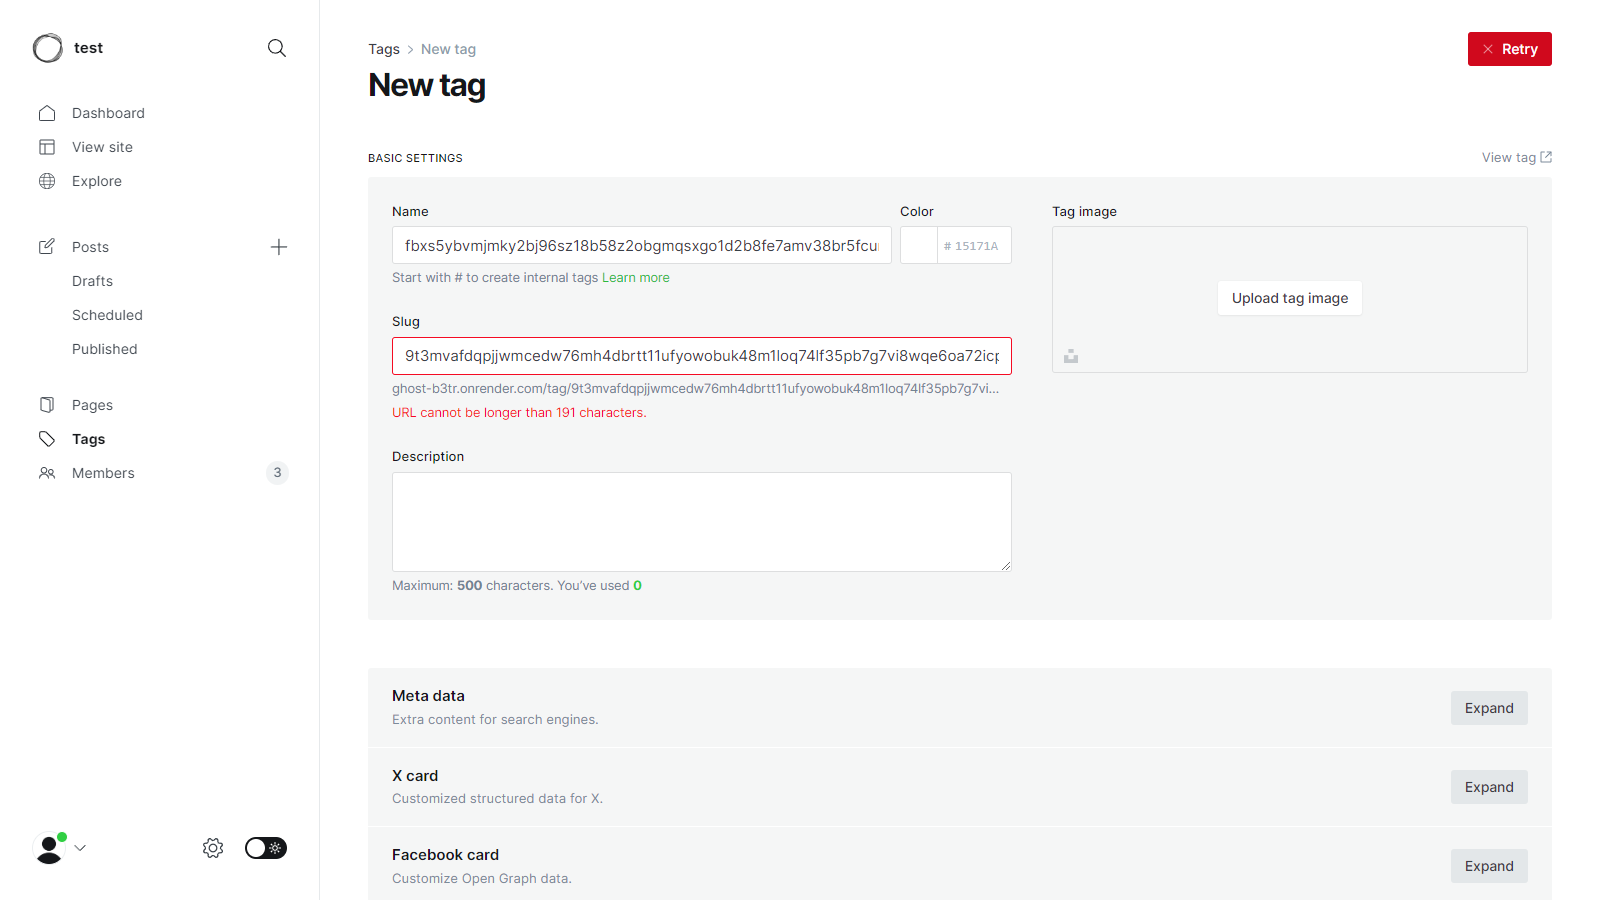 test
Dashboard
View site
Explore
Posts
Drafts
Scheduled
Published
Pages
Tags
Members 3
Tags > New tag
New tag
Retry
BASIC SETTINGS
View tag
Name
fbxs5ybvmjmky2bj96sz18b58z2obgmqsxgo1d2b8fe7amv38br5fcu
Start with # to create internal tags Learn more
Color
# 15171A
Slug
9t3mvafdqpjjwmcedw76mh4dbrtt11ufyowobuk48m1loq74lf35pb7g7vi8wqe6oa72icp
ghost-b3tr.onrender.com/tag/9t3mvafdqpjjwmcedw76mh4dbrtt11ufyowobuk48m1loq74lf35pb7g7vi...
URL cannot be longer than 191 characters.
Description
Maximum: 500 characters. You’ve used 0
Tag image
Upload tag image
Meta data
Extra content for search engines.
Expand
X card
Customized structured data for X.
Expand
Facebook card
Customize Open Graph data.
Expand